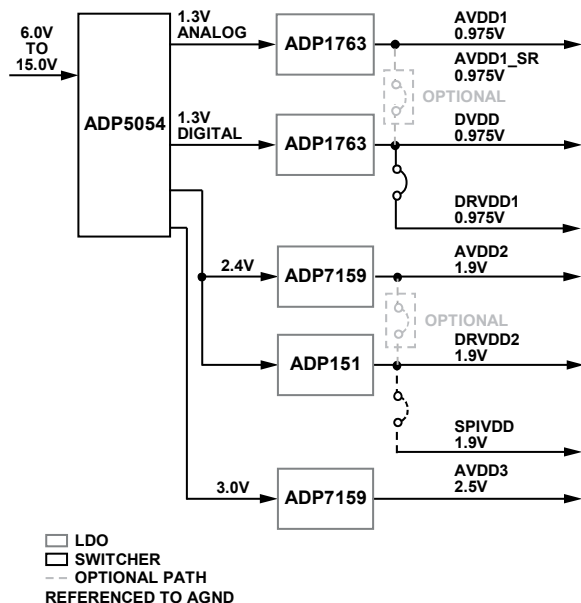 6.0V
TO
15.0V
ADP5054
1.3V
ANALOG
ADP1763
AVDD1
0.975V
AVDD1_SR
0.975V
OPTIONAL
1.3V
DIGITAL
ADP1763
DVDD
0.975V
DRVDD1
0.975V
2.4V
ADP7159
AVDD2
1.9V
OPTIONAL
ADP151
DRVDD2
1.9V
SPIVDD
1.9V
3.0V
ADP7159
AVDD3
2.5V
LDO
SWITCHER
OPTIONAL PATH
REFERENCED TO AGND